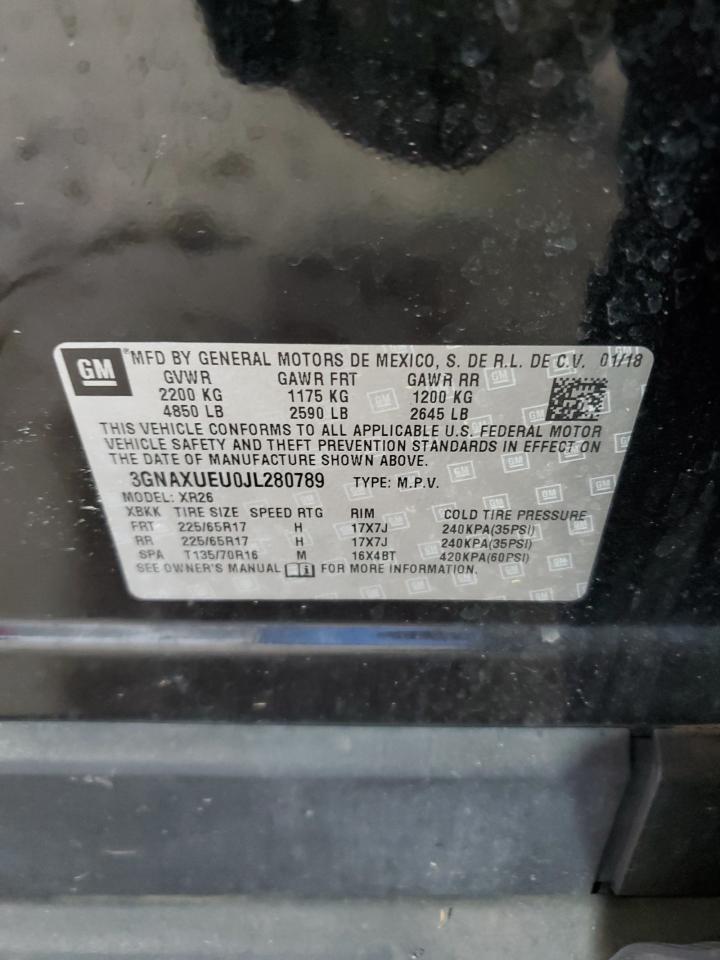 GM ®MFD BY GENERAL MOTORS DE MEXICO, S. DE R.L. DE C.V. 01/18
GVWR GAWR FRT GAWR RR
2200 KG 1175 KG 1200 KG
4850 LB 2590 LB 2645 LB
THIS VEHICLE CONFORMS TO ALL APPLICABLE U.S. FEDERAL MOTOR
VEHICLE SAFETY AND THEFT PREVENTION STANDARDS IN EFFECT ON
THE DATE OF MANUFACTURE SHOWN ABOVE.
3GNAXUEU0JL280789 TYPE: M.P.V.
MODEL: XR26
XBKK TIRE SIZE SPEED RTG RIM COLD TIRE PRESSURE
FRT 225/65R17 H 17X7J 240KPA(35PSI)
RR 225/65R17 H 17X7J 240KPA(35PSI)
SPA T135/70R16 M 16X4BT 420KPA(60PSI)
SEE OWNER'S MANUAL FOR MORE INFORMATION.